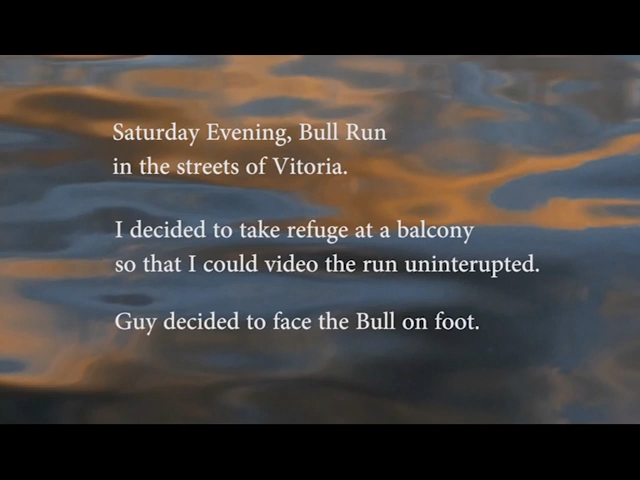 Saturday Evening, Bull Run
in the streets of Vitoria.
I decided to take refuge at a balcony
so that I could video the run uninterupted.
Guy decided to face the Bull on foot.